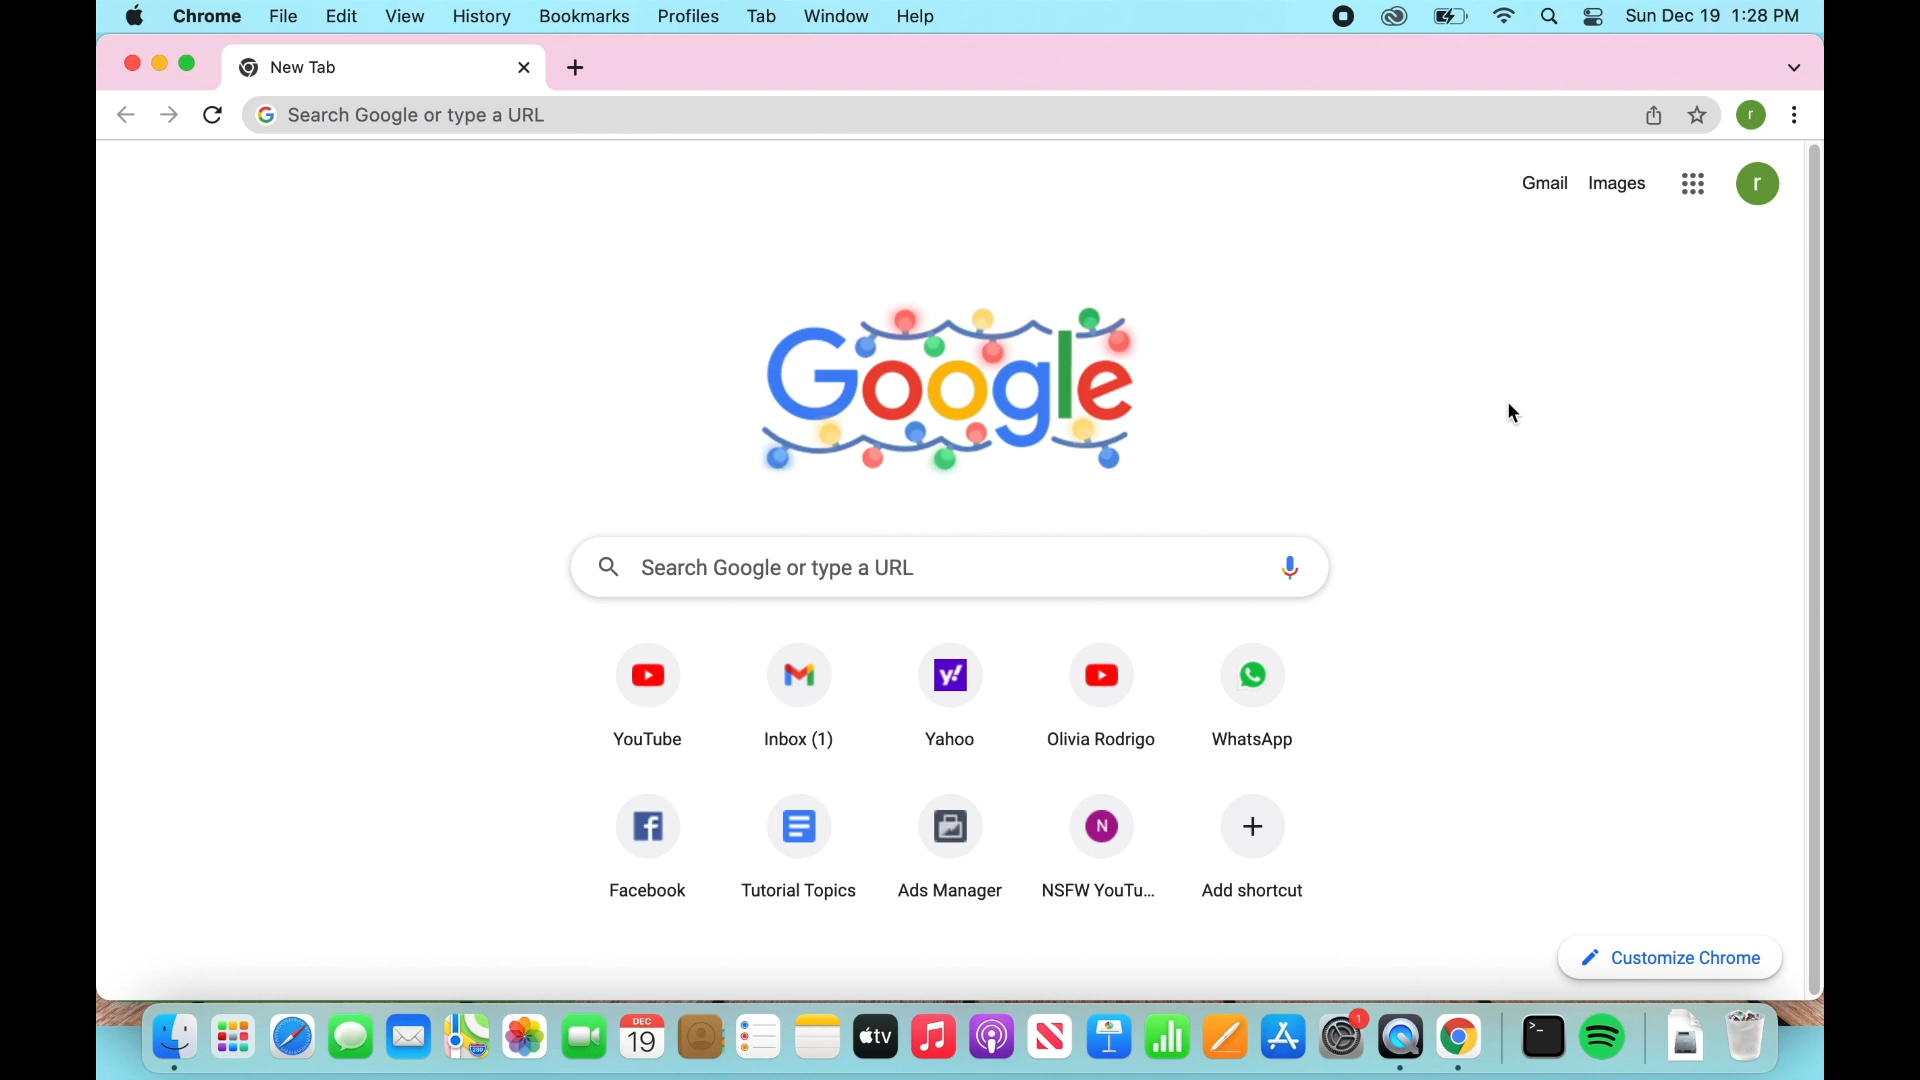 Chrome File Edit View History Bookmarks Profiles Tab Window Help Sun Dec 19 1:28 PM
New Tab
Search Google or type a URL r
Gmail Images r
Google
Search Google or type a URL
YouTube Inbox (1) Yahoo Olivia Rodrigo WhatsApp
N
Facebook Tutorial Topics Ads Manager NSFW YouTu... Add shortcut
Customize Chrome
DEC
19
tv
1